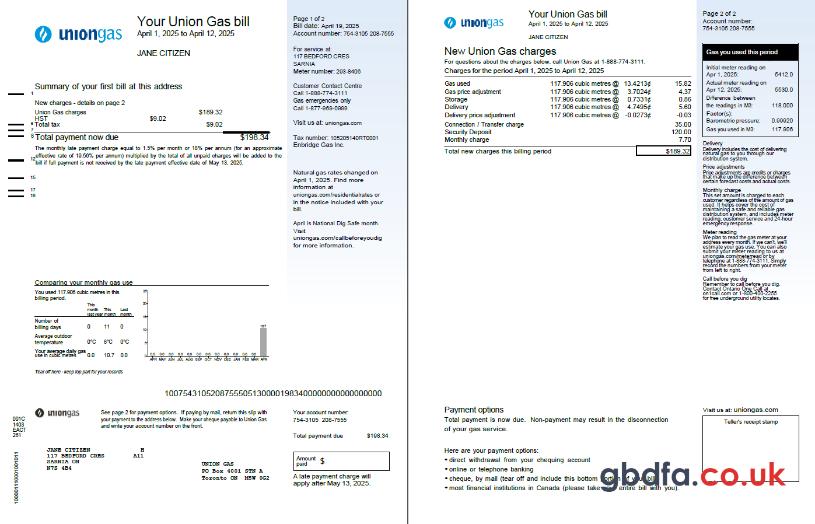 uniongas
Your Union Gas bill
April 1, 2025 to April 12, 2025
JANE CITIZEN
Page 1 of 2
Bill date: April 19, 2025
Account number: 754-3105 208-7555
For service at:
117 BEDFORD CRES
SARNIA
Meter number: 208-8406
Customer Contact Centre
Call 1-888-774-3111
Gas emergencies only
Call 1-877-969-0999
Visit us at: uniongas.com
Tax number: 105205140RT0001
Enbridge Gas Inc.
Natural gas rates changed on
April 1, 2025. Find more
information at
uniongas.com/residentialrates or
in the notice included with your
bill.
April is National Dig Safe month
Visit
uniongas.com/callbeforeyoudig
for more information.
Summary of your first bill at this address
New charges - details on page 2
Union Gas charges $189.32
HST $9.02
Total tax $9.02
Total payment now due $198.34
The monthly late payment charge equal to 1.5% per month or 18% per annum (for an approximate
effective rate of 19.56% per annum) multiplied by the total of all unpaid charges will be added to the
bill if full payment is not received by the late payment effective date of May 13, 2025.
Comparing your monthly gas use
You used 117.906 cubic metres in this
billing period.
This month last year This month Last month
Number of billing days 0 11 0
Average outdoor temperature 0°C 6°C 0°C
Your average daily gas use in cubic metres 0.0 10.7 0.0
APR MAY JUN JUL AUG SEP OCT NOV DEC JAN FEB MAR APR
Tear off here - keep top part for your records
uniongas
See page 2 for payment options. If paying by mail, return this slip with
your payment to the address below. Make your cheque payable to Union Gas
and write your account number on the front.
Your account number:
754-3105 208-7555
Total payment due $198.34
Amount paid $
A late payment charge will
apply after May 13, 2025.
JANE CITIZEN H
117 BEDFORD CRES A11
SARNIA ON
N7S 4B4
UNION GAS
PO Box 4001 STN A
Toronto ON M5W 0G2
uniongas
Your Union Gas bill
April 1, 2025 to April 12, 2025
JANE CITIZEN
Page 2 of 2
Account number:
754-3105 208-7555
New Union Gas charges
For questions about the charges below, call Union Gas at 1-888-774-3111.
Charges for the period April 1, 2025 to April 12, 2025
Gas used 117.906 cubic metres @ 13.4213¢ 15.82
Gas price adjustment 117.906 cubic metres @ 3.7024¢ 4.37
Storage 117.906 cubic metres @ 0.7331¢ 0.86
Delivery 117.906 cubic metres @ 4.7495¢ 5.60
Delivery price adjustment 117.906 cubic metres @ -0.0273¢ -0.03
Connection / Transfer charge 35.00
Security Deposit 120.00
Monthly charge 7.70
Total new charges this billing period $189.32
Gas you used this period
Initial meter reading on
Apr 1, 2025: 5412.0
Actual meter reading on
Apr 12, 2025: 5530.0
Difference between
the readings in M3: 118.000
Factor(s):
Barometric pressure: 0.99920
Gas you used in M3: 117.906
Delivery
Delivery includes the cost of delivering
natural gas to you through our
distribution system.
Price adjustments
Price adjustments are credits or charges
that make up the difference between
certain forecast costs and actual costs.
Monthly charge
This set amount is charged to each
customer regardless of the amount of gas
used. It helps cover the cost of
maintaining a safe and reliable gas
distribution system, and includes meter
reading, customer service and 24-hour
emergency response.
Meter reading
We plan to read the gas meter at your
address every month. If we can't, we'll
estimate your gas use. You can also
submit your meter reading to us at
uniongas.com/meterread or by
telephone at 1-888-774-3111. Simply
record the numbers from your meter
from left to right.
Call before you dig
Remember to call before you dig.
Contact Ontario One Call at
on1call.com or 1-800-400-2255
for free underground utility locates.
Payment options
Total payment is now due. Non-payment may result in the disconnection
of your gas service.
Here are your payment options:
• direct withdrawal from your chequing account
• online or telephone banking
• cheque, by mail (tear off and include this bottom portion of your bill)
• most financial institutions in Canada (please take your entire bill with you).
Visit us at: uniongas.com
Teller's receipt stamp
gbdfa.co.uk